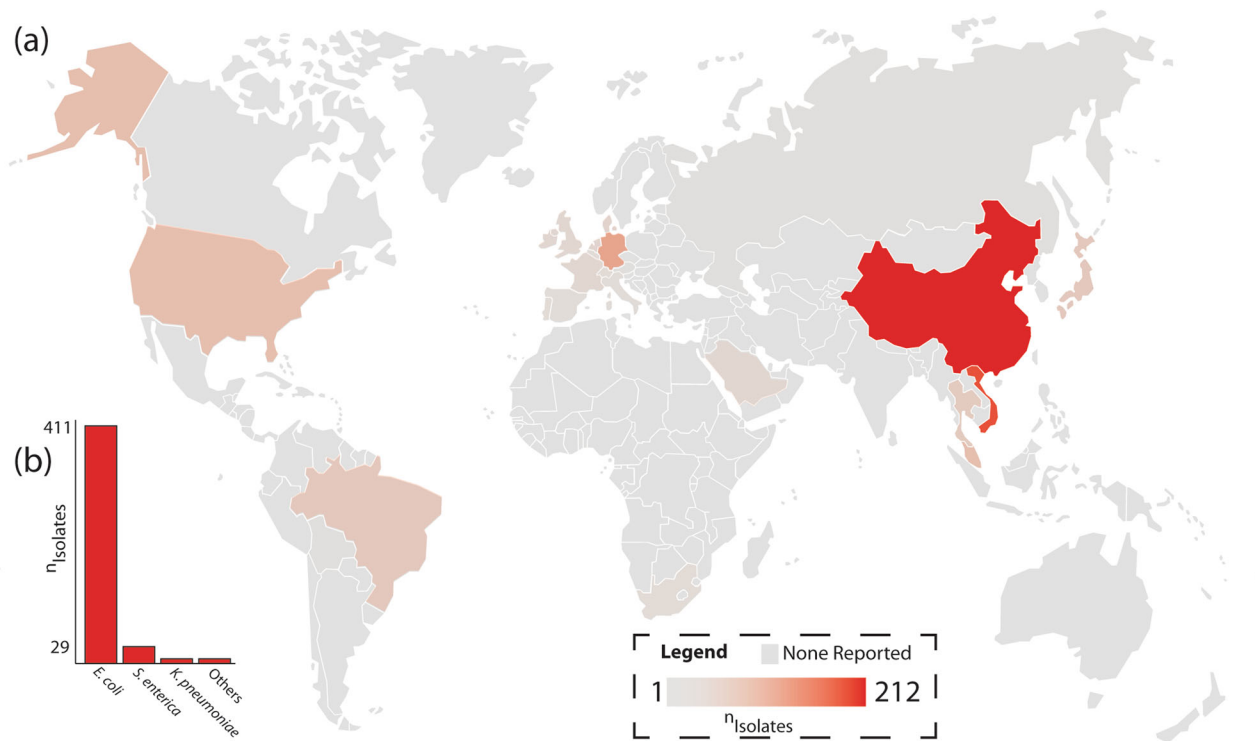 (a)
(b)
411
29
nIsolates
E. coli
S. enterica
K. pneumoniae
Others
Legend
None Reported
1
212
nIsolates